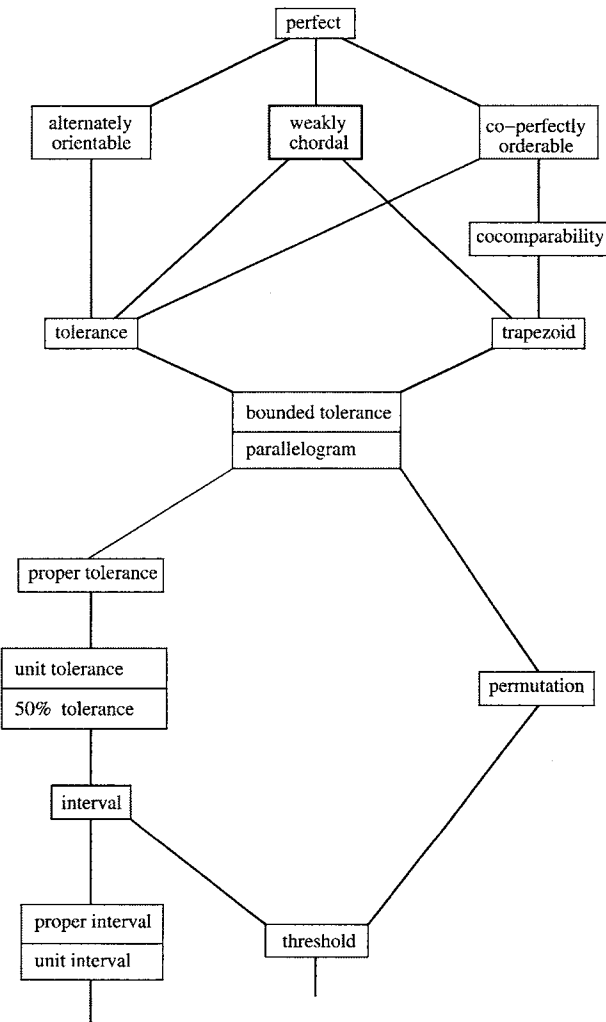 perfect
alternately
orientable
weakly
chordal
co-perfectly
orderable
cocomparability
tolerance
trapezoid
bounded tolerance
parallelogram
proper tolerance
unit tolerance
50% tolerance
permutation
interval
proper interval
unit interval
threshold